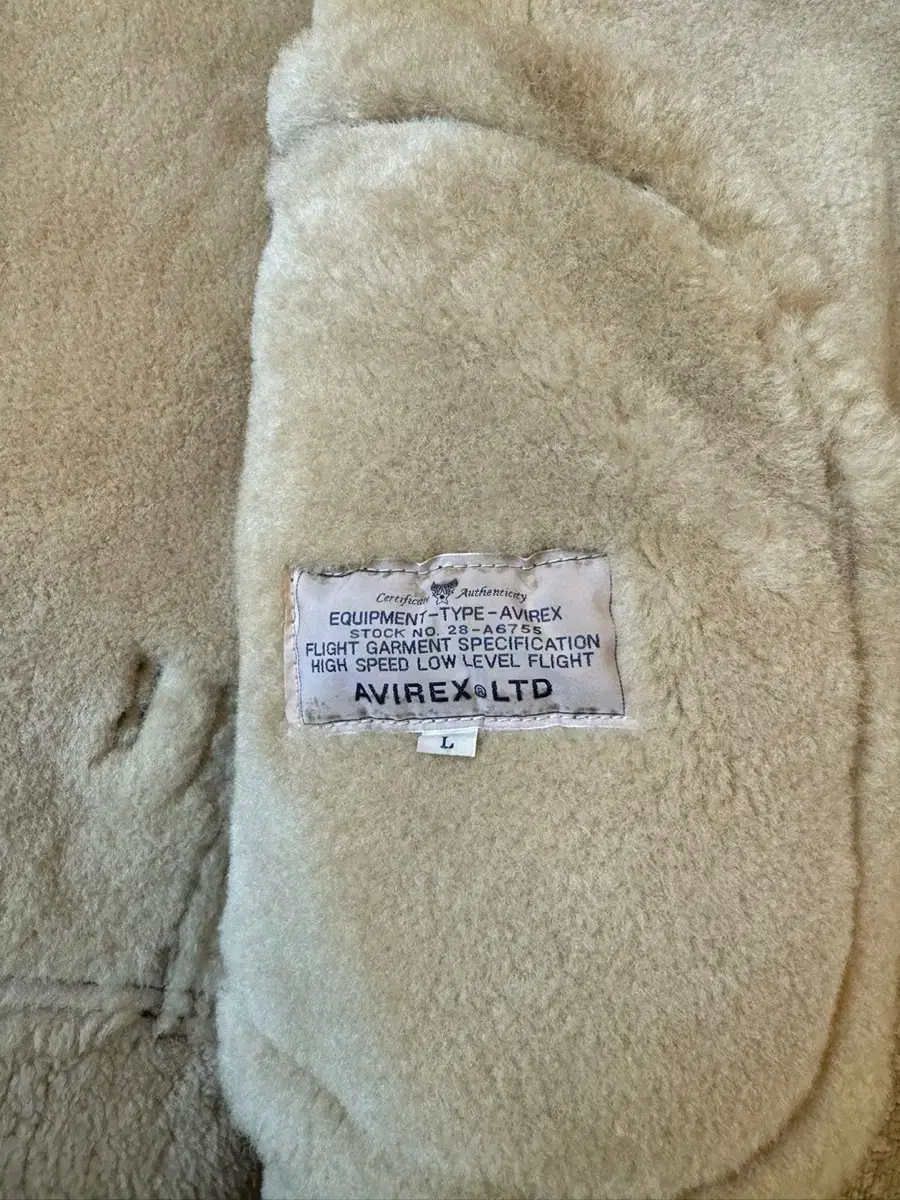 Certificate Authenticity
EQUIPMENT-TYPE-AVIREX
STOCK NO. 28-A6755
FLIGHT GARMENT SPECIFICATION
HIGH SPEED LOW LEVEL FLIGHT
AVIREX® LTD
L